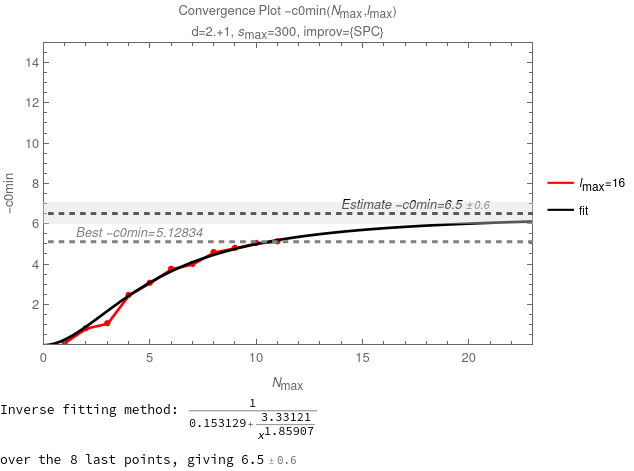 Convergence Plot −c0min(Nmax,lmax)
d=2.+1, smax=300, improv={SPC}
14
12
10
8
6
4
2
−c0min
Estimate −c0min=6.5 ±0.6
Best −c0min=5.12834
lmax=16
fit
0 5 10 15 20
Nmax
Inverse fitting method: 1
0.153129+ 3.33121
x1.85907
over the 8 last points, giving 6.5 ±0.6